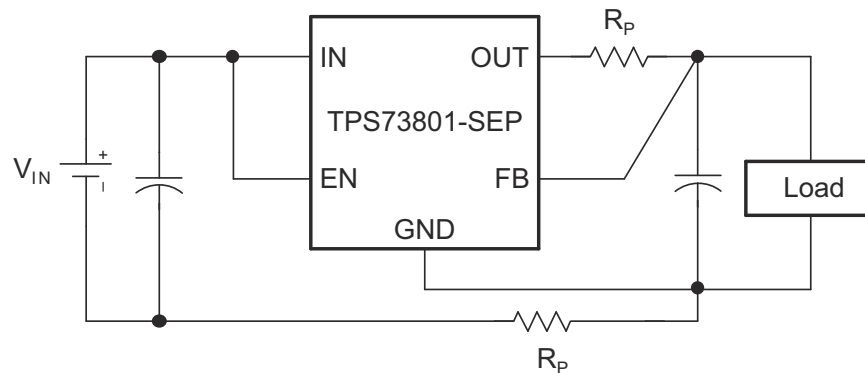 R_P
IN
OUT
TPS73801-SEP
V_IN
+
EN
FB
Load
GND
R_P